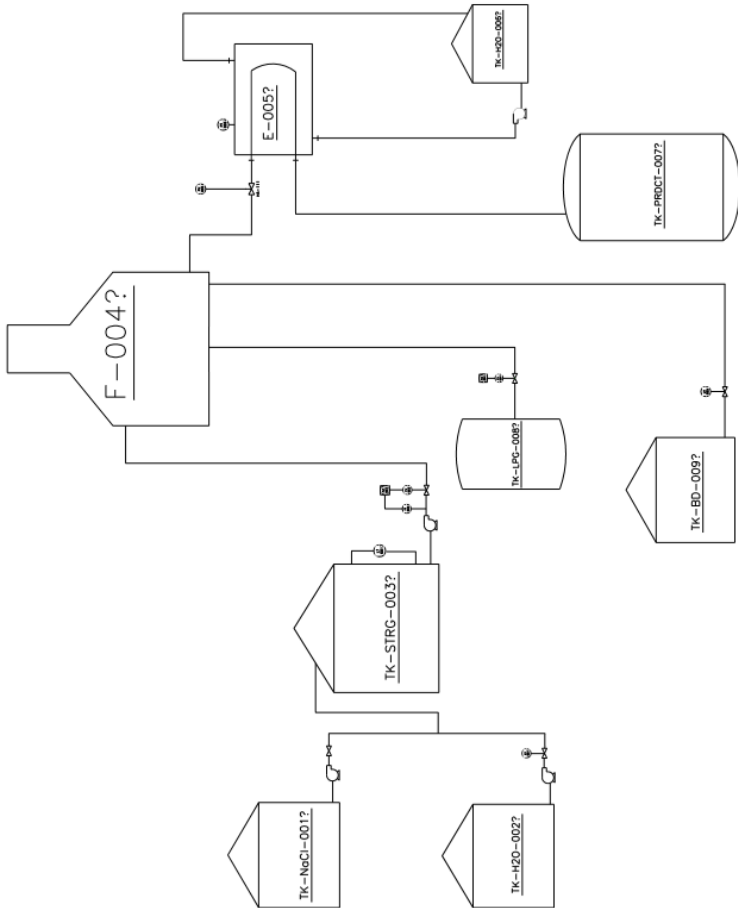 TK-H2O-006?
E-005?
TK-PRDCT-007?
F-004?
TK-LPG-008?
TK-BD-009?
TK-STRG-003?
TK-NaCl-001?
TK-H2O-002?